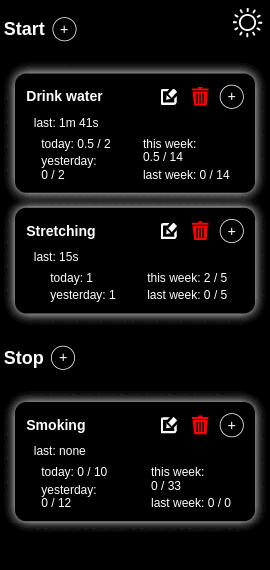 Start +
Drink water +
last: 1m 41s
today: 0.5 / 2
yesterday:
0 / 2
this week:
0.5 / 14
last week: 0 / 14
Stretching +
last: 15s
today: 1
yesterday: 1
this week: 2 / 5
last week: 0 / 5
Stop +
Smoking +
last: none
today: 0 / 10
yesterday:
0 / 12
this week:
0 / 33
last week: 0 / 0